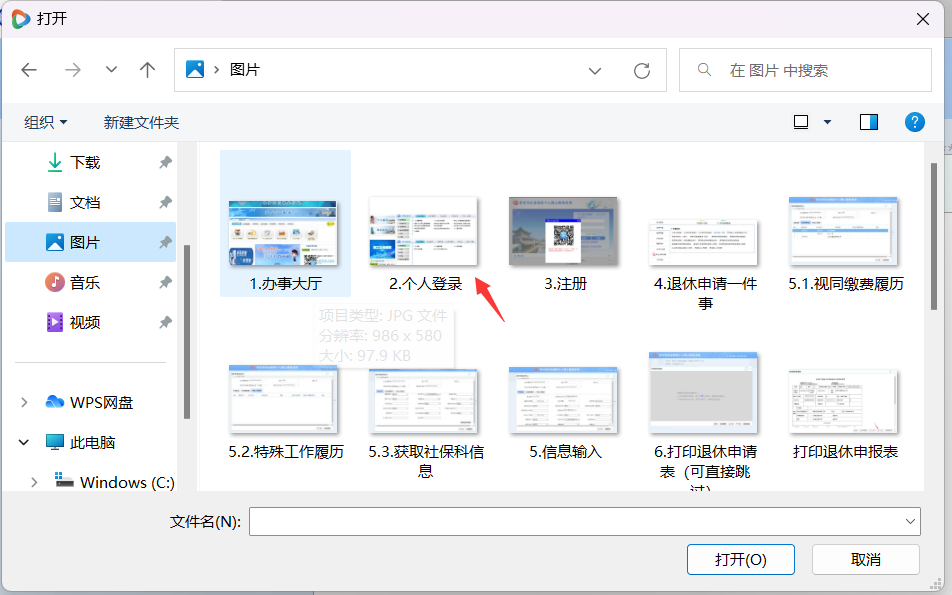 打开
图片
在 图片 中搜索
组织
新建文件夹
下载
文档
图片
音乐
视频
WPS网盘
此电脑
Windows (C:)
1.办事大厅
2.个人登录
3.注册
4.退休申请一件
事
5.1.视同缴费履历
项目类型: JPG 文件
分辨率: 986 x 580
大小: 97.9 KB
5.2.特殊工作履历
5.3.获取社保科信
息
5.信息输入
6.打印退休申请
表（可直接跳
过）
打印退休申报表
文件名(N):
打开(O)
取消